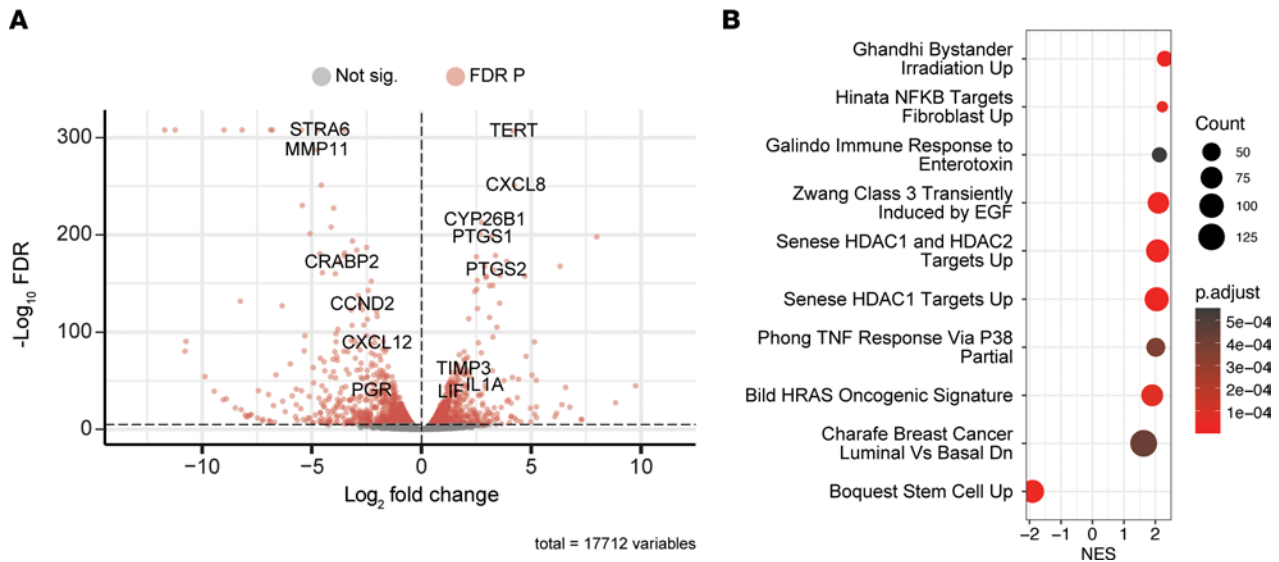 A
Not sig.
FDR P
-Log10 FDR
300
200
100
0
STRA6
TERT
MMP11
CXCL8
CYP26B1
PTGS1
CRABP2
PTGS2
CCND2
CXCL12
TIMP3
IL1A
PGR
LIF
−10
−5
0
5
10
Log2 fold change
total = 17712 variables
B
Ghandhi Bystander
Irradiation Up
Hinata NFKB Targets
Fibroblast Up
Galindo Immune Response to
Enterotoxin
Zwang Class 3 Transiently
Induced by EGF
Senese HDAC1 and HDAC2
Targets Up
Senese HDAC1 Targets Up
Phong TNF Response Via P38
Partial
Bild HRAS Oncogenic Signature
Charafe Breast Cancer
Luminal Vs Basal Dn
Boquest Stem Cell Up
−2 −1 0 1 2
NES
Count
50
75
100
125
p.adjust
5e−04
4e−04
3e−04
2e−04
1e−04